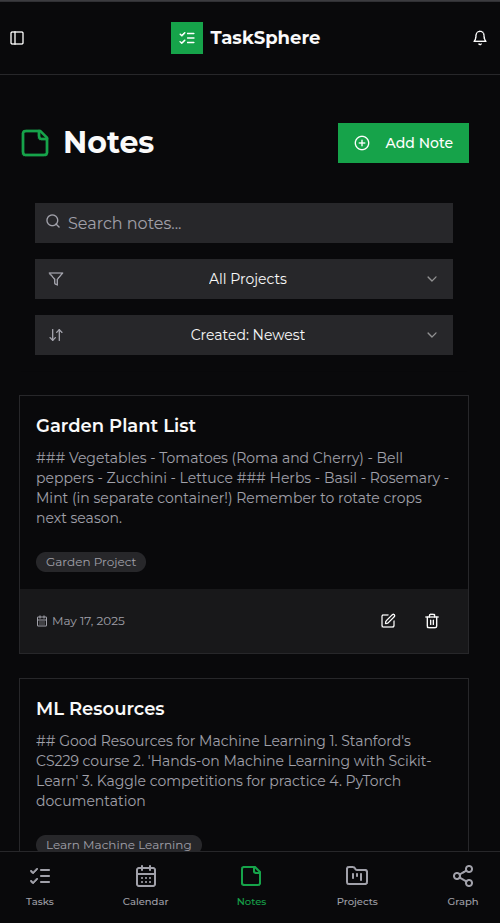 TaskSphere
Notes
Add Note
Search notes...
All Projects
Created: Newest
Garden Plant List
### Vegetables - Tomatoes (Roma and Cherry) - Bell
peppers - Zucchini - Lettuce ### Herbs - Basil - Rosemary -
Mint (in separate container!) Remember to rotate crops
next season.
Garden Project
May 17, 2025
ML Resources
## Good Resources for Machine Learning 1. Stanford's
CS229 course 2. 'Hands-on Machine Learning with Scikit-
Learn' 3. Kaggle competitions for practice 4. PyTorch
documentation
Learn Machine Learning
Tasks
Calendar
Notes
Projects
Graph